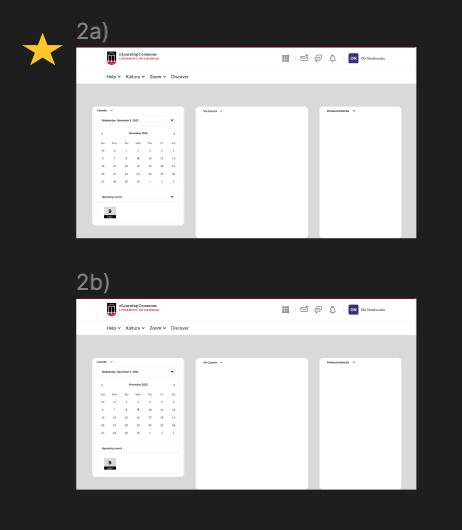 2a)
eLearning Commons
UNIVERSITY OF GEORGIA
ON
Help Kaltura Zoom Discover
Calendar
My Courses
Announcements
Wednesday, November 9, 2022
November 2022
Sun Mon Tue Wed Thu Fri Sat
30 31 1 2 3 4 5
6 7 8 9 10 11 12
13 14 15 16 17 18 19
20 21 22 23 24 25 26
27 28 29 30 1 2 3
Upcoming events
9
2b)
eLearning Commons
UNIVERSITY OF GEORGIA
ON
Help Kaltura Zoom Discover
Calendar
My Courses
Announcements
Wednesday, November 9, 2022
November 2022
Sun Mon Tue Wed Thu Fri Sat
30 31 1 2 3 4 5
6 7 8 9 10 11 12
13 14 15 16 17 18 19
20 21 22 23 24 25 26
27 28 29 30 1 2 3
Upcoming events
9